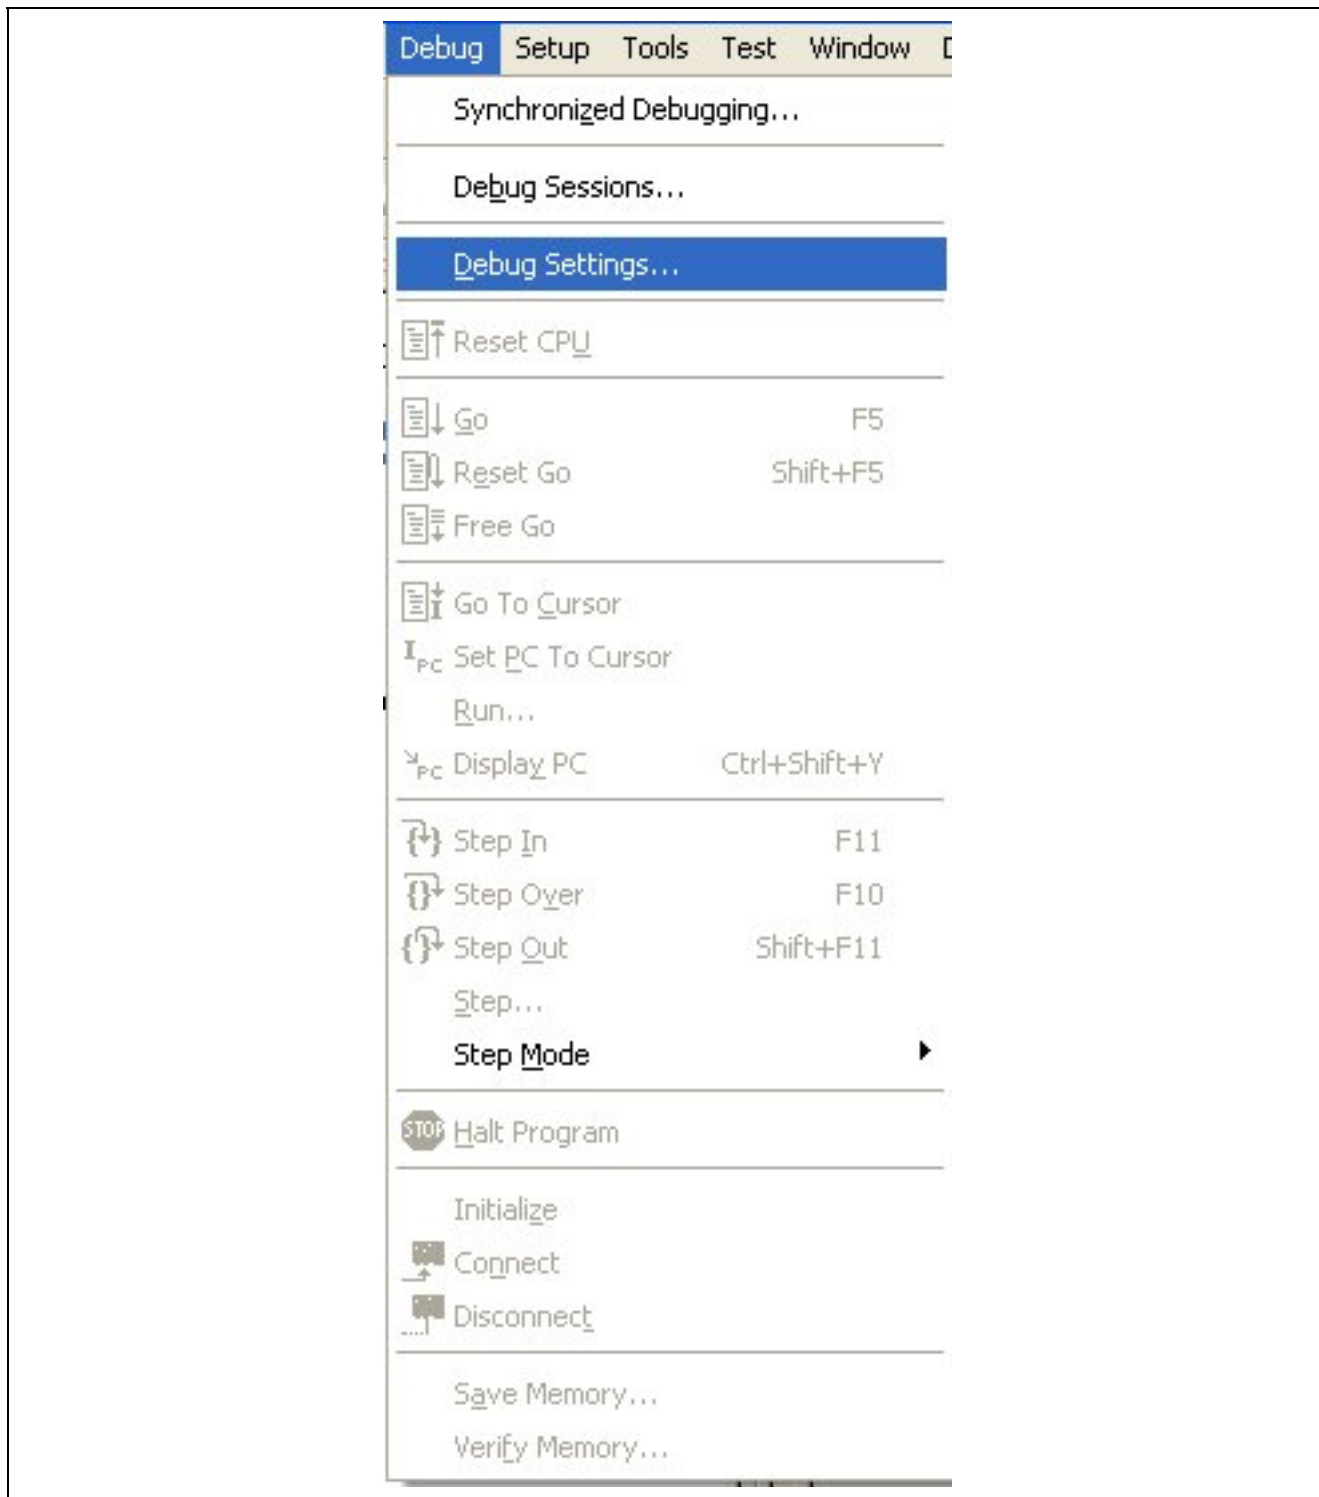 Debug Setup Tools Test Window
Synchronized Debugging...
Debug Sessions...
Debug Settings...
Reset CPU
Go F5
Reset Go Shift+F5
Free Go
Go To Cursor
I PC Set PC To Cursor
Run...
PC Display PC Ctrl+Shift+Y
Step In F11
Step Over F10
Step Out Shift+F11
Step...
Step Mode
STOP Halt Program
Initialize
Connect
Disconnect
Save Memory...
Verify Memory...